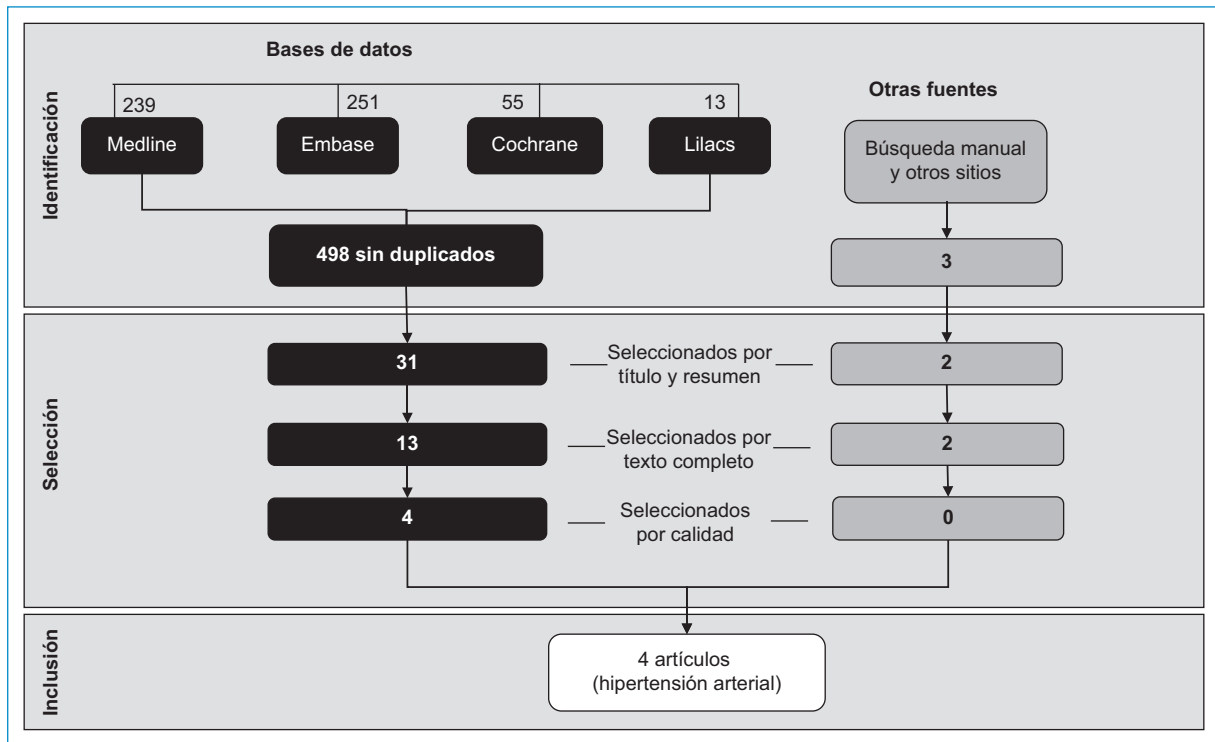 Identificación
Bases de datos
239
251
55
13
Medline
Embase
Cochrane
Lilacs
498 sin duplicados
Otras fuentes
Búsqueda manual
y otros sitios
3
Selección
31
Seleccionados por
título y resumen
2
13
Seleccionados por
texto completo
2
4
Seleccionados
por calidad
0
Inclusión
4 artículos
(hipertensión arterial)